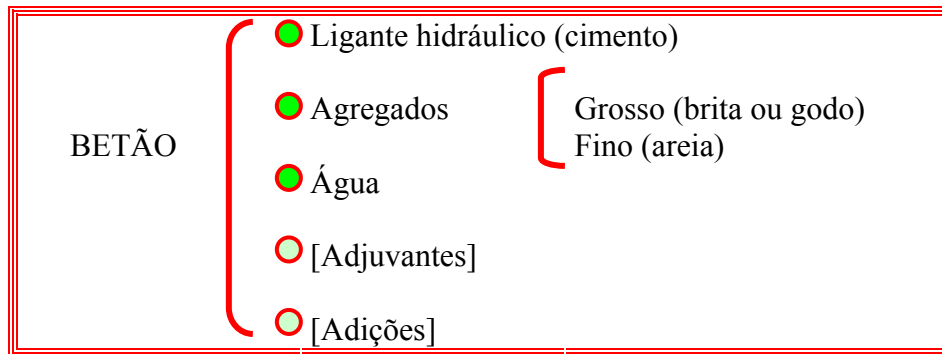 Ligante hidráulico (cimento)
Agregados
Grosso (brita ou godo)
BETÃO
Fino (areia)
Água
[Adjuvantes]
[Adições]